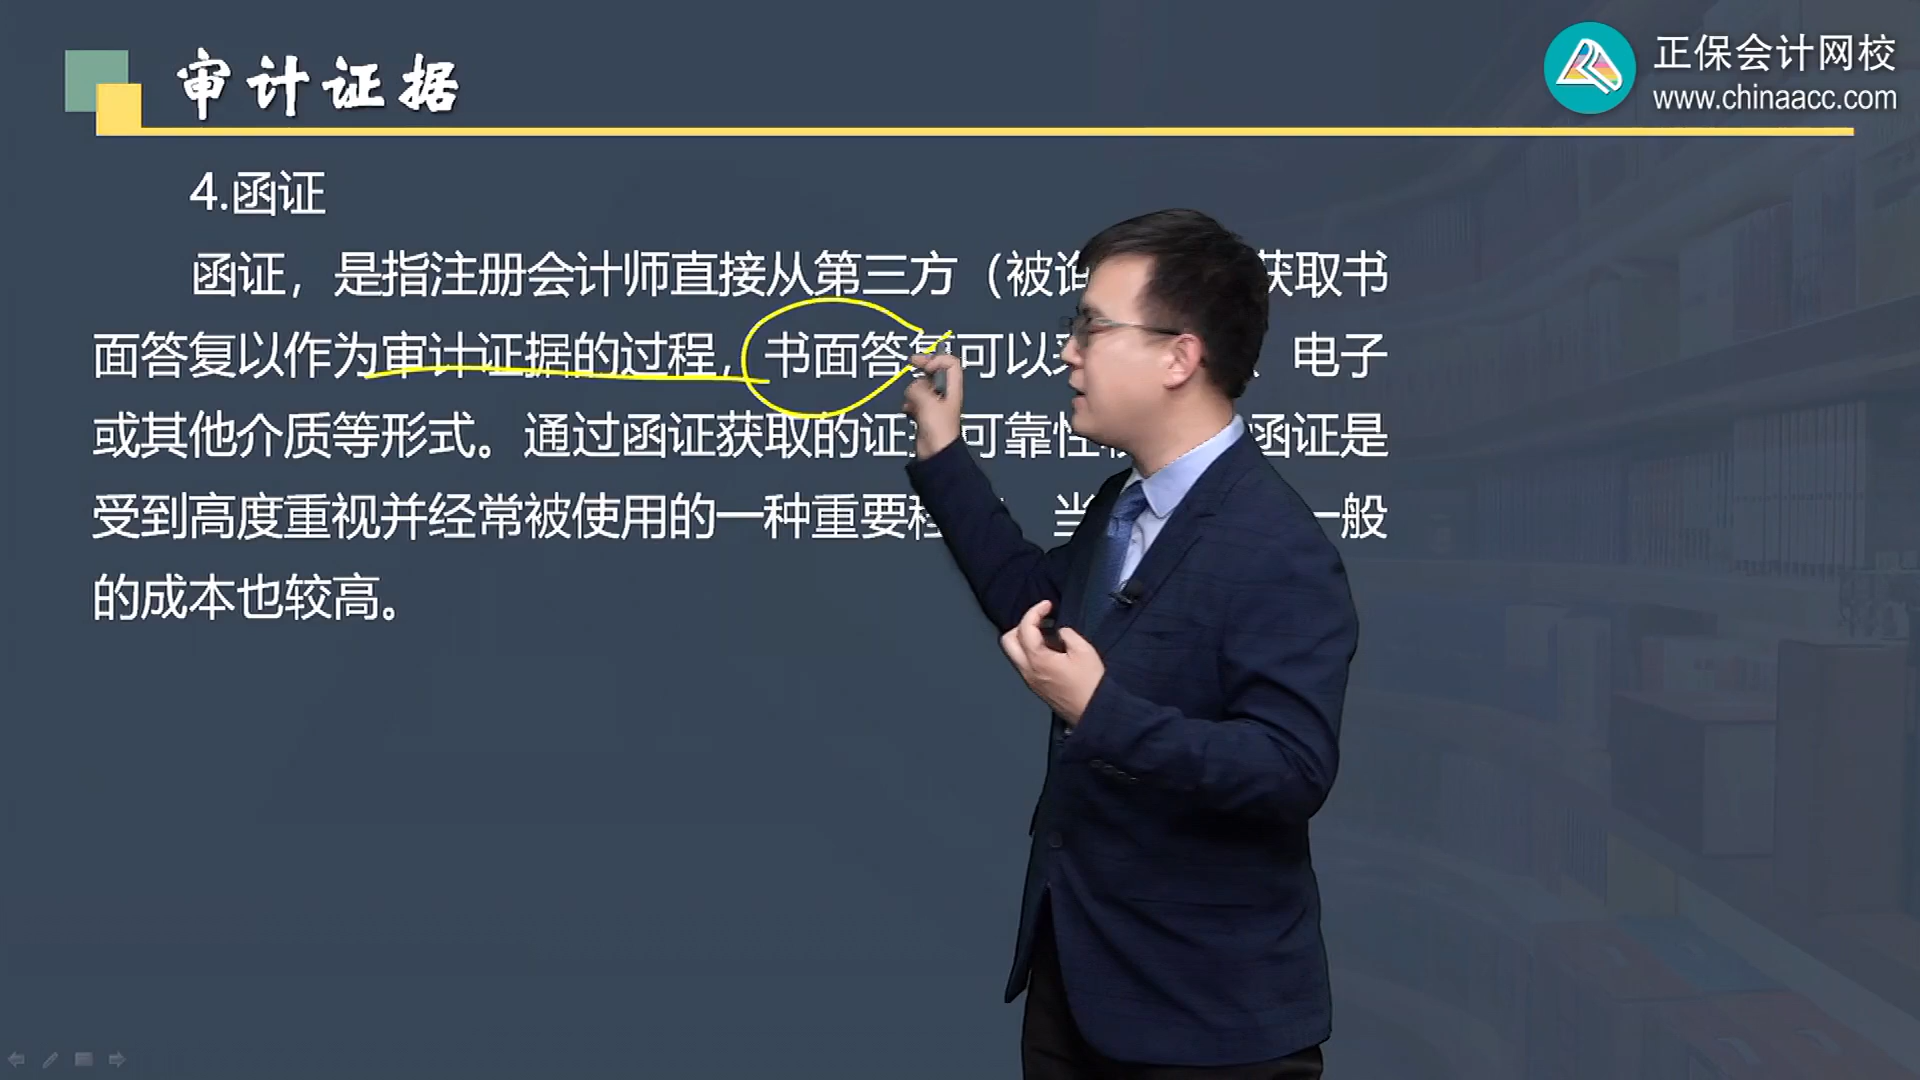 审计证据
正保会计网校
www.chinaacc.com
4.函证
函证，是指注册会计师直接从第三方（被询 获取书
面答复以作为审计证据的过程，书面答复可以采 、电子
或其他介质等形式。通过函证获取的证 可靠性 函证是
受到高度重视并经常被使用的一种重要程 当 一般
的成本也较高。